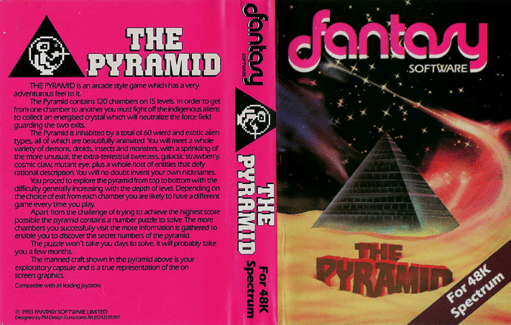 THE
PYRAMID
THE PYRAMID is an arcade style game which has a very
adventurous feel to it.
The Pyramid contains 120 chambers on 15 levels. In order to get
from one chamber to another you must fight off the indigenous aliens
to collect an energised crystal which will neutralize the force field
guarding the two exits.
The Pyramid is inhabited by a total of 60 wierd and exotic alien
types, all of which are beautifully animated. You will meet a whole
variety of demons, droids, insects and monsters, with a sprinkling of
the more unusual, the extra-terrestrial tweezers, galactic strawberry,
cosmic claw, mutant eye, plus a whole host of entities that defy
rational description. You will no doubt invent your own nicknames.
You proced to explore the pyramid from top to bottom with the
difficulty generally increasing with the depth of level. Depending on
the choice of exit from each chamber you are likely to have a different
game every time you play.
Apart from the challenge of trying to achieve the highest score
possible the pyramid contains a number puzzle to solve. The more
chambers you successfully visit the more information is gathered to
enable you to discover the secret numbers of the pyramid.
The puzzle won't take you days to solve, it will probably take
you a few months.
The manned craft shown in the pyramid above is your
exploratory capsule and is a true representation of the on
screen graphics.
Compatible with all leading joysticks
© 1983 FANTASY SOFTWARE LIMITED
Designed by PM Design Consultants
fantasy
SOFTWARE
THE
PYRAMID
For 48K
Spectrum
fantasy
SOFTWARE
THE
PYRAMID
For 48K
Spectrum